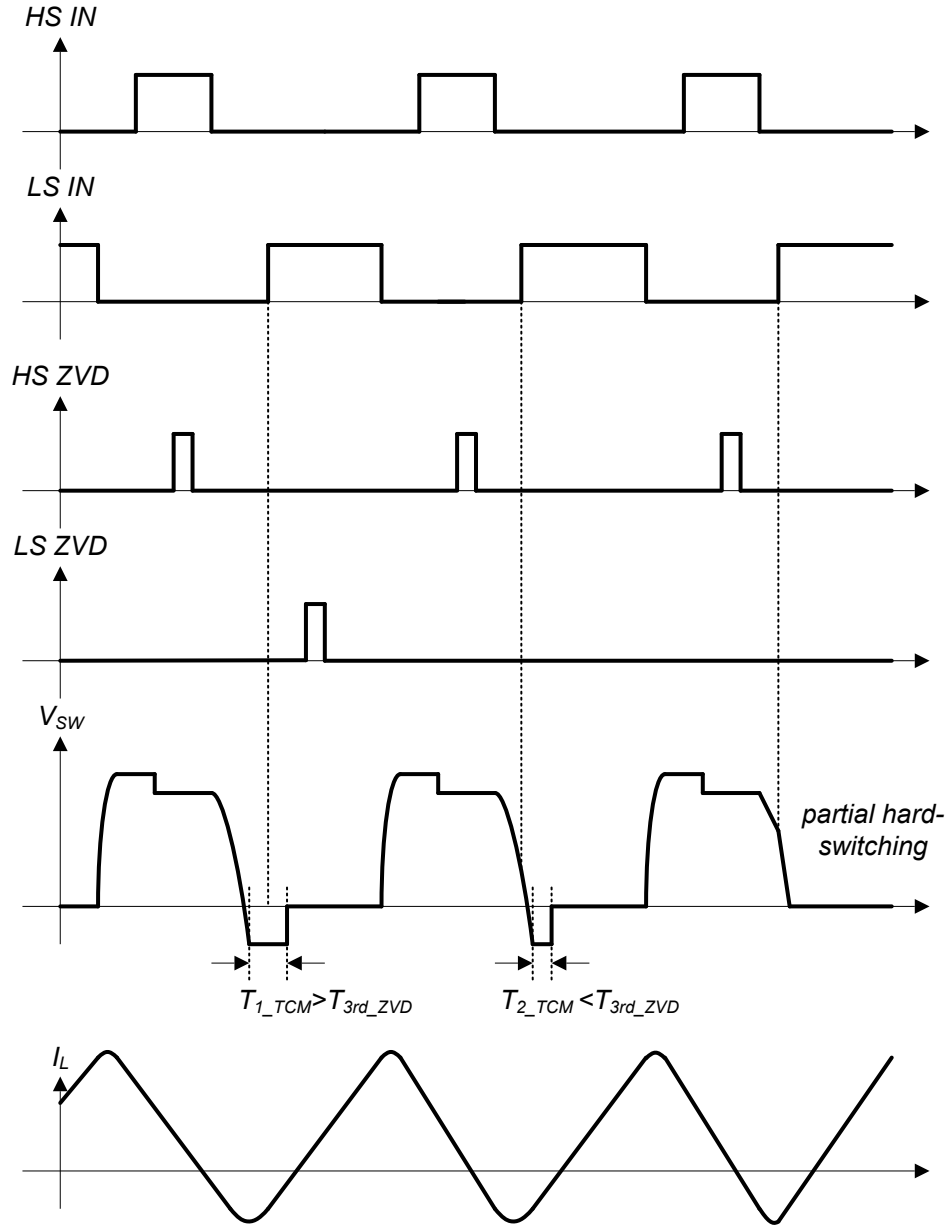 HS IN
LS IN
HS ZVD
LS ZVD
VSW
partial hard-
switching
T1_TCM>T3rd_ZVD
T2_TCM<T3rd_ZVD
IL